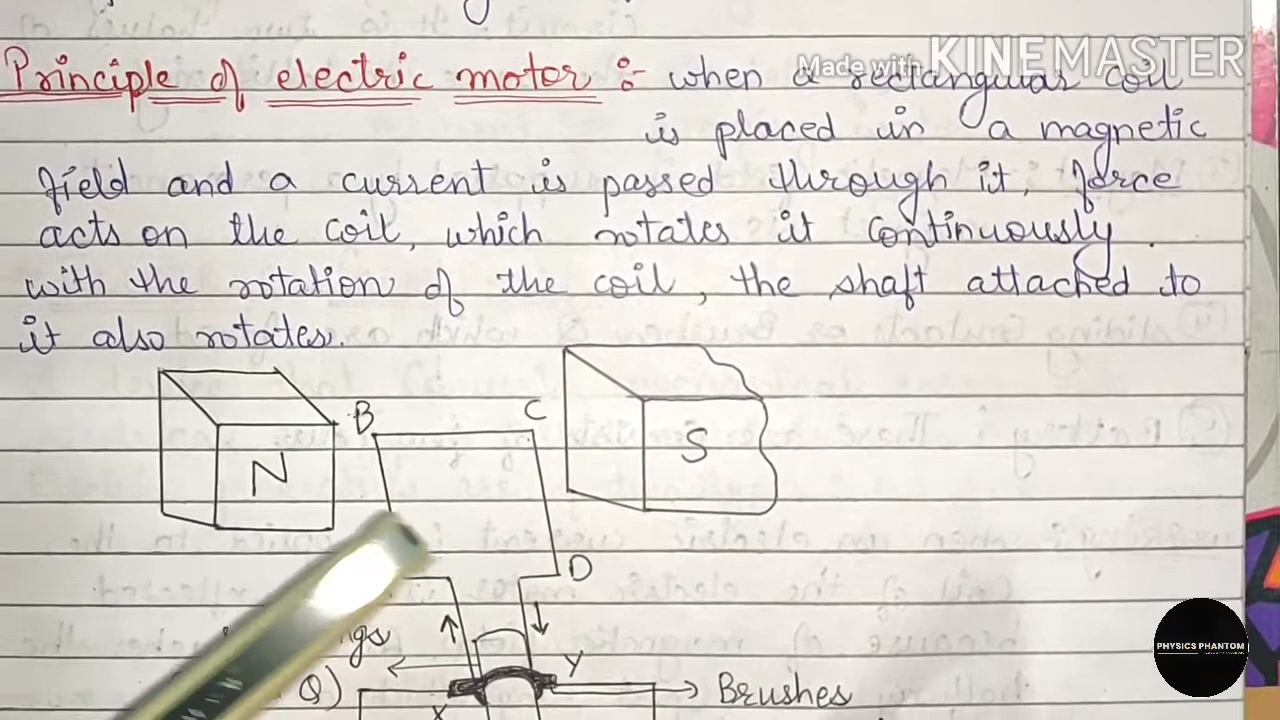 Made with KINEMASTER
Principle of electric motor :- when a rectangular coil
is placed in a magnetic
field and a current is passed through it, force
acts on the coil, which rotates it continuously.
with the rotation of the coil, the shaft attached to
it also rotates.
B
C
N
S
D
Y
Q)
X
Brushes
PHYSICS PHANTOM